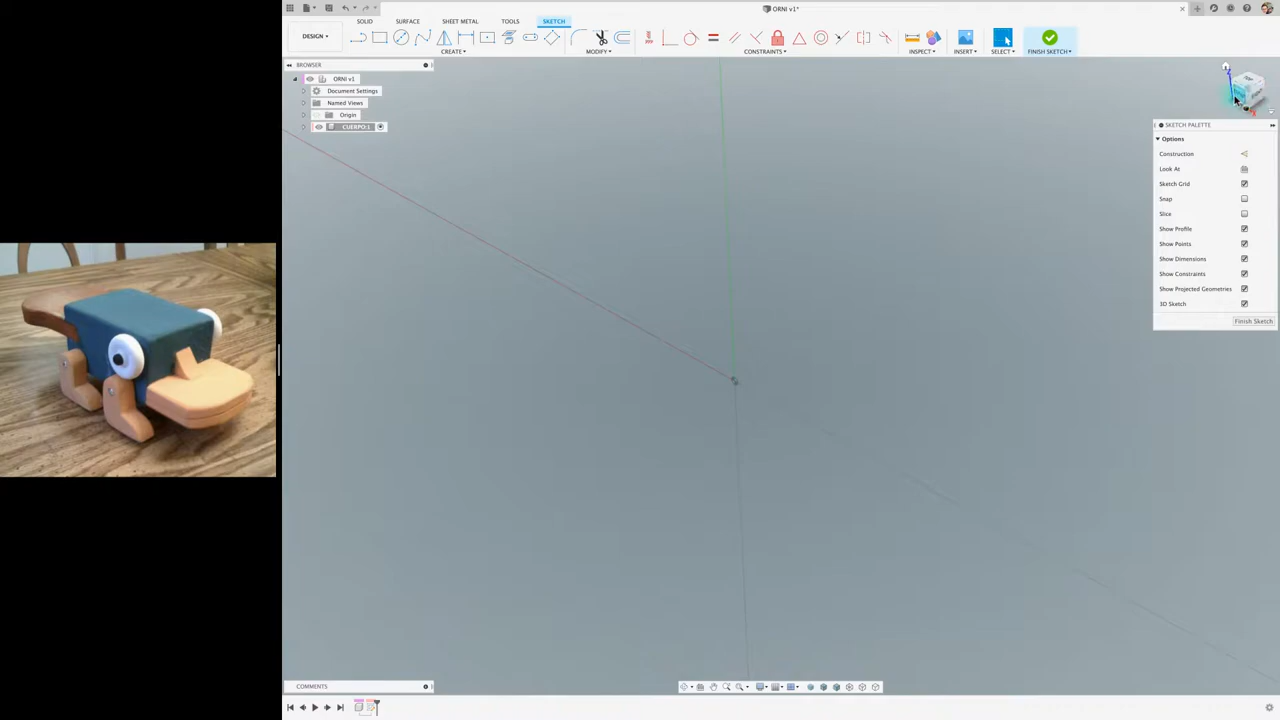 ORNI v1*
SOLID SURFACE SHEET METAL TOOLS SKETCH
DESIGN
CREATE MODIFY CONSTRAINTS INSPECT INSERT SELECT FINISH SKETCH
BROWSER
ORNI v1
Document Settings
Named Views
Origin
CUERPO:1
SKETCH PALETTE
Options
Construction
Look At
Sketch Grid
Snap
Slice
Show Profile
Show Points
Show Dimensions
Show Constraints
Show Projected Geometries
3D Sketch
Finish Sketch
COMMENTS